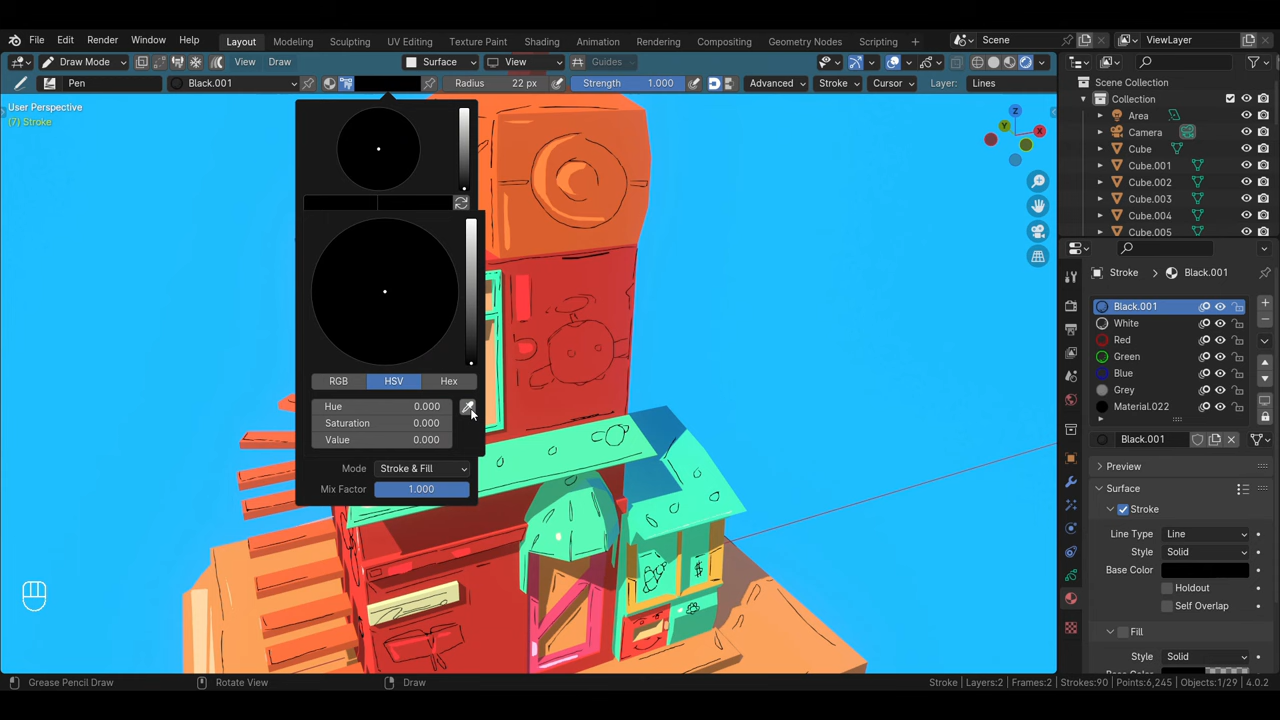 File Edit Render Window Help Layout Modeling Sculpting UV Editing Texture Paint Shading Animation Rendering Compositing Geometry Nodes Scripting + Scene ViewLayer
Draw Mode View Draw Surface View Guides
Pen Black.001 Radius 22 px Strength 1.000 Advanced Stroke Cursor Layer: Lines
User Perspective
(7) Stroke
Scene Collection
Collection
Area
Camera
Cube
Cube.001
Cube.002
Cube.003
Cube.004
Cube.005
X
Y
Z
RGB HSV Hex
Hue 0.000
Saturation 0.000
Value 0.000
Mode Stroke & Fill
Mix Factor 1.000
Stroke > Black.001
Black.001
White
Red
Green
Blue
Grey
Material.022
Black.001
Preview
Surface
Stroke
Line Type Line
Style Solid
Base Color
Holdout
Self Overlap
Fill
Style Solid
Grease Pencil Draw Rotate View Draw Stroke | Layers:2 | Frames:2 | Strokes:90 | Points:6,245 | Objects:1/29 | 4.0.2